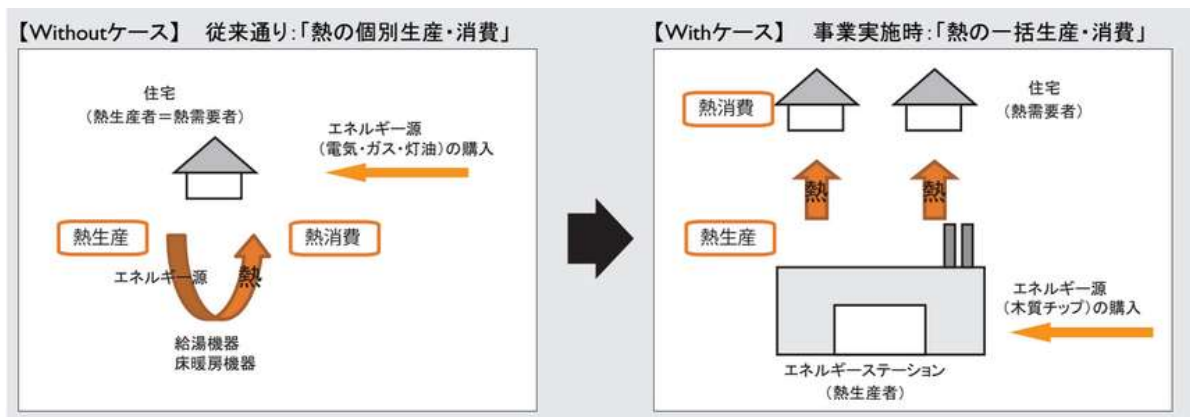 【Withoutケース】 従来通り:「熱の個別生産・消費」
住宅
(熱生産者=熱需要者)
エネルギー源
(電気・ガス・灯油)の購入
熱生産
熱消費
エネルギー源
熱
給湯機器
床暖房機器
【Withケース】 事業実施時:「熱の一括生産・消費」
熱消費
住宅
(熱需要者)
熱
熱
熱生産
エネルギー源
(木質チップ)の購入
エネルギーステーション
(熱生産者)